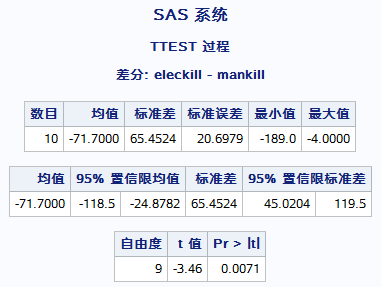 SAS 系统
TTEST 过程
差分: eleckill - mankill
数目 均值 标准差 标准误差 最小值 最大值
10 -71.7000 65.4524 20.6979 -189.0 -4.0000
均值 95% 置信限均值 标准差 95% 置信限标准差
-71.7000 -118.5 -24.8782 65.4524 45.0204 119.5
自由度 t 值 Pr > |t|
9 -3.46 0.0071